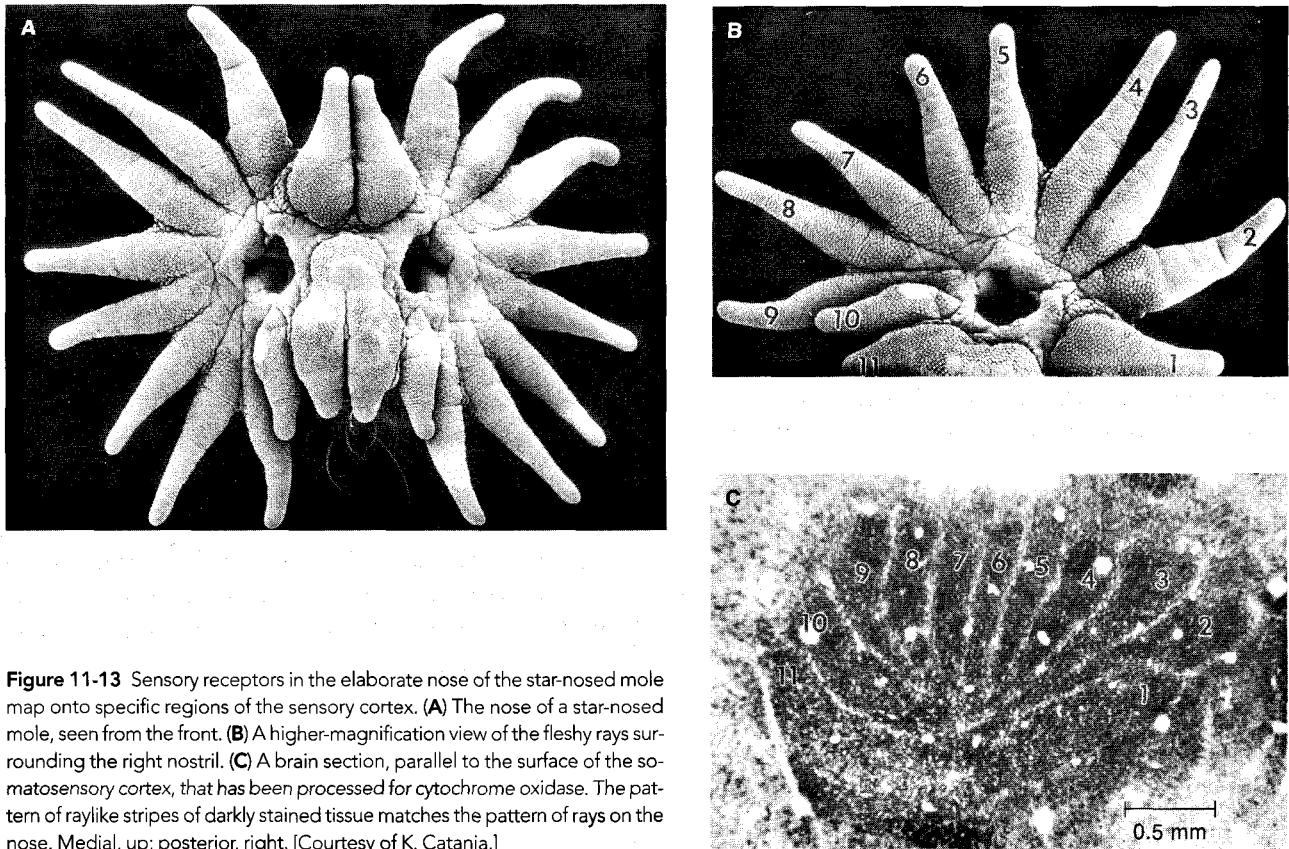 A
B
5
6
4
3
7
8
2
9
10
11
1
C
9
8
7
6
5
4
3
10
2
11
1
0.5 mm
Figure 11-13 Sensory receptors in the elaborate nose of the star-nosed mole
map onto specific regions of the sensory cortex. (A) The nose of a star-nosed
mole, seen from the front. (B) A higher-magnification view of the fleshy rays sur-
rounding the right nostril. (C) A brain section, parallel to the surface of the so-
matosensory cortex, that has been processed for cytochrome oxidase. The pat-
tern of raylike stripes of darkly stained tissue matches the pattern of rays on the
nose. Medial, up; posterior, right. [Courtesy of K. Catania.]